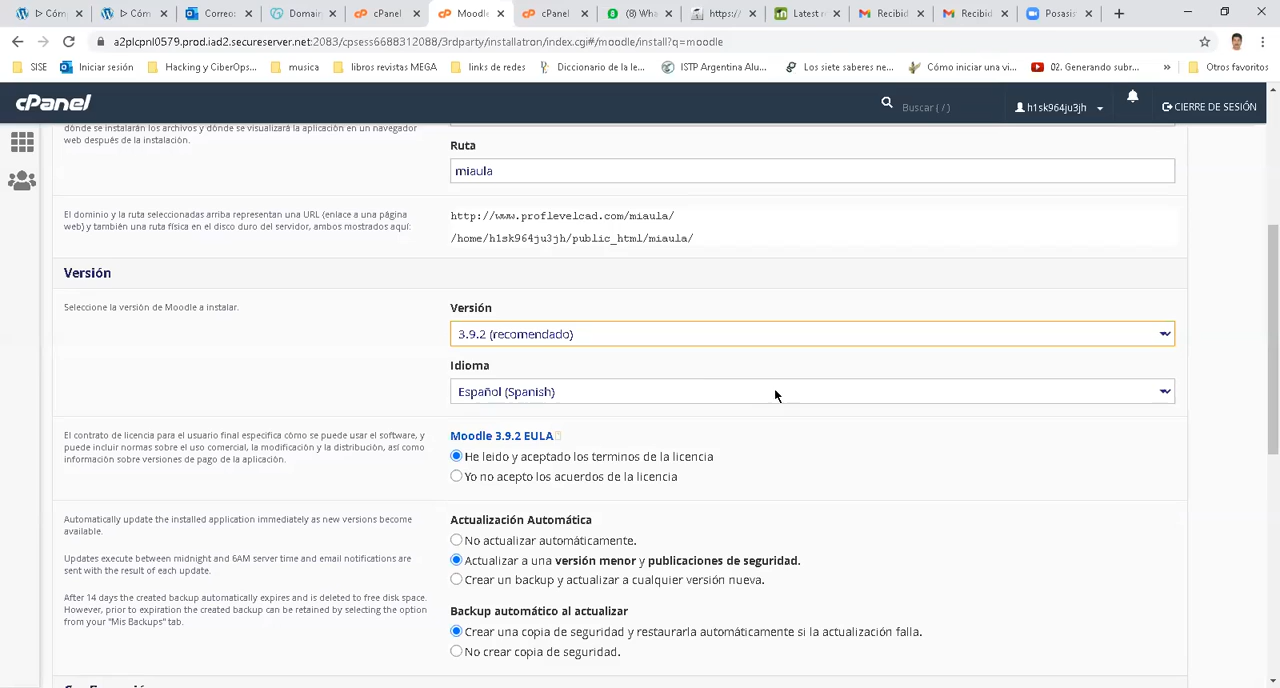 ▷ Cóm
▷ Cómo
Correo:
Domain
cPanel
Moodle
cPanel
(8) Wha
https:/
Latest r
Recibid
Recibid
Posasis
a2plcpnl0579.prod.iad2.secureserver.net:2083/cpsess6688312088/3rdparty/installatron/index.cgi#/moodle/install?q=moodle
SISE
Iniciar sesión
Hacking y CiberOps...
musica
libros revistas MEGA
links de redes
Diccionario de la le...
ISTP Argentina Alu...
Los siete saberes ne...
Cómo iniciar una vi...
02. Generando subr...
»
Otros favoritos
cPanel
Buscar ( / )
h1sk964ju3jh
CIERRE DE SESIÓN
dónde se instalarán los archivos y dónde se visualizará la aplicación en un navegador
web después de la instalación.
Ruta
miaula
El dominio y la ruta seleccionadas arriba representan una URL (enlace a una página
web) y también una ruta física en el disco duro del servidor, ambos mostrados aquí:
http://www.proflevelcad.com/miaula/
/home/h1sk964ju3jh/public_html/miaula/
Versión
Seleccione la versión de Moodle a instalar.
Versión
3.9.2 (recomendado)
Idioma
Español (Spanish)
El contrato de licencia para el usuario final especifica cómo se puede usar el software, y
puede incluir normas sobre el uso comercial, la modificación y la distribución, así como
información sobre versiones de pago de la aplicación.
Moodle 3.9.2 EULA
He leido y aceptado los terminos de la licencia
Yo no acepto los acuerdos de la licencia
Automatically update the installed application immediately as new versions become
available.
Updates execute between midnight and 6AM server time and email notifications are
sent with the result of each update.
After 14 days the created backup automatically expires and is deleted to free disk space.
However, prior to expiration the created backup can be retained by selecting the option
from your "Mis Backups" tab.
Actualización Automática
No actualizar automáticamente.
Actualizar a una versión menor y publicaciones de seguridad.
Crear un backup y actualizar a cualquier versión nueva.
Backup automático al actualizar
Crear una copia de seguridad y restaurarla automáticamente si la actualización falla.
No crear copia de seguridad.